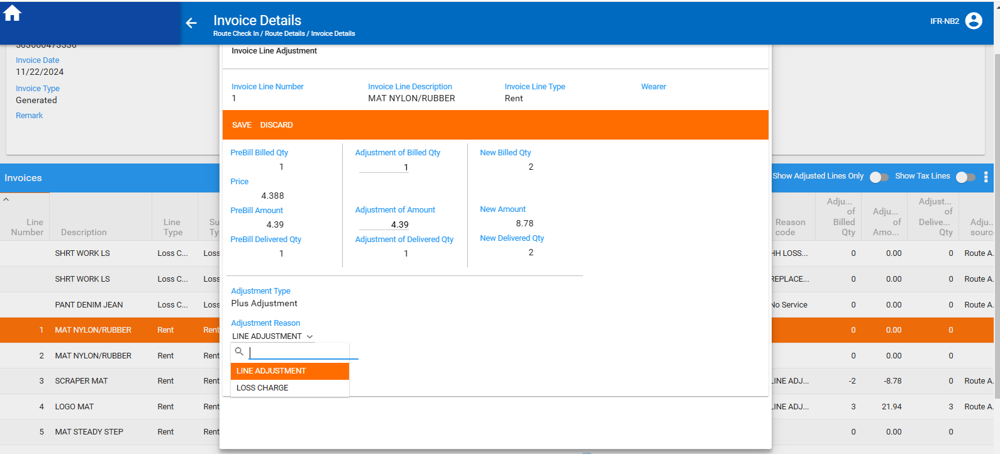 Invoice Details
Route Check In / Route Details / Invoice Details
IFR-NB2
Invoice Date
11/22/2024
Invoice Type
Generated
Remark
Invoice Line Adjustment
Invoice Line Number Invoice Line Description Invoice Line Type Wearer
1 MAT NYLON/RUBBER Rent
SAVE DISCARD
PreBill Billed Qty Adjustment of Billed Qty New Billed Qty
1 1 2
Price
4.388
PreBill Amount Adjustment of Amount New Amount
4.39 4.39 8.78
PreBill Delivered Qty Adjustment of Delivered Qty New Delivered Qty
1 1 2
Adjustment Type
Plus Adjustment
Adjustment Reason
LINE ADJUSTMENT
LINE ADJUSTMENT
LOSS CHARGE
Invoices Show Adjusted Lines Only Show Tax Lines
Line Number Description Line Type Su Ty Reason code Adju... of Billed Qty Adju... of Amo... Adjust... of Delive... Qty Adju... sourc
SHRT WORK LS Loss C... Loss HH LOSS... 0 0.00 0 Route A.
SHRT WORK LS Loss C... Loss REPLACE... 0 0.00 0 Route A.
PANT DENIM JEAN Loss C... Loss No Service 0 0.00 0 Route A.
1 MAT NYLON/RUBBER Rent Rent 0 0.00 0
2 MAT NYLON/RUBBER Rent Rent 0 0.00 0
3 SCRAPER MAT Rent Rent LINE ADJ... -2 -8.78 0 Route A.
4 LOGO MAT Rent Rent LINE ADJ... 3 21.94 3 Route A.
5 MAT STEADY STEP Rent Rent 0 0.00 0